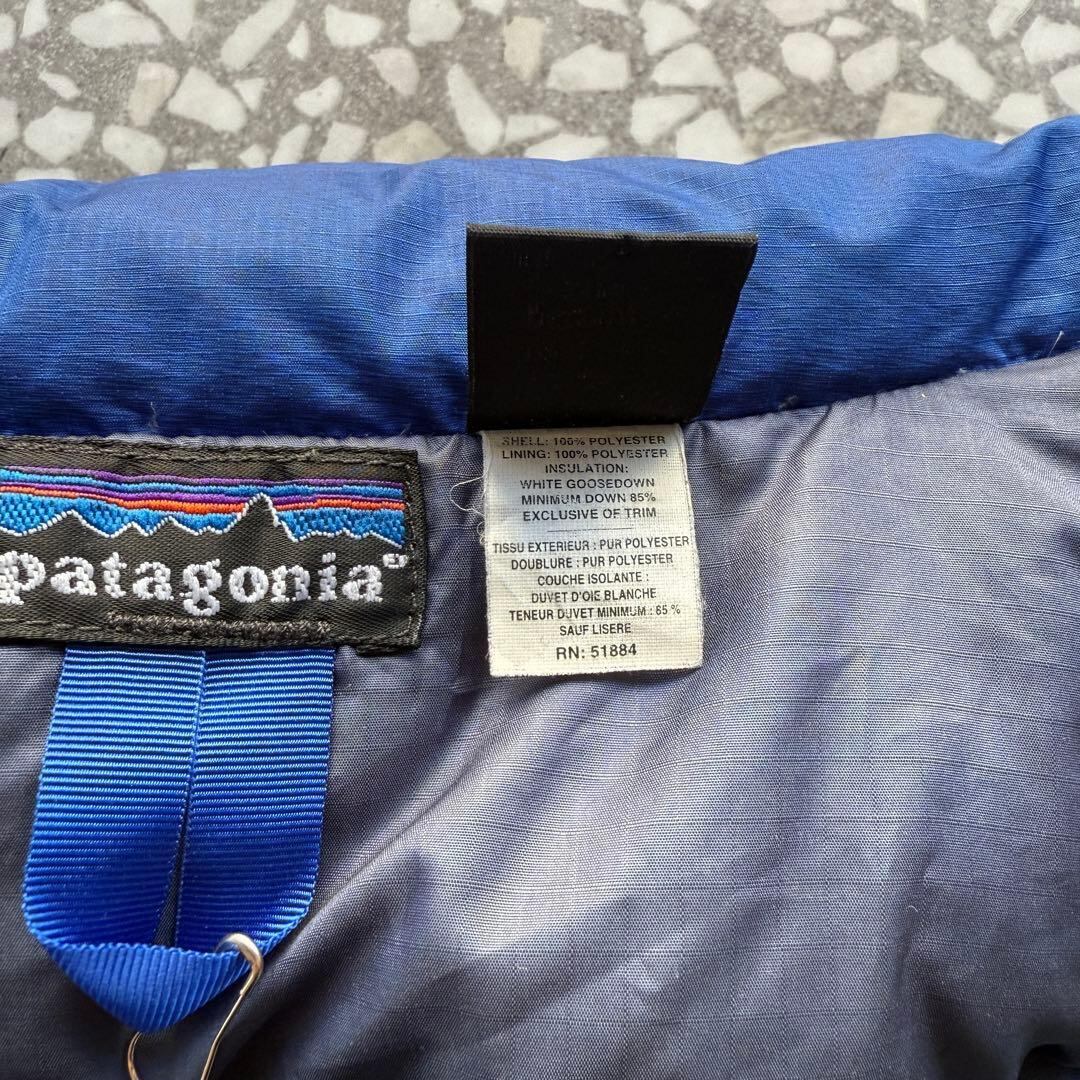 patagonia®
SHELL: 100% POLYESTER
LINING: 100% POLYESTER
INSULATION:
WHITE GOOSEDOWN
MINIMUM DOWN 85%
EXCLUSIVE OF TRIM
TISSU EXTERIEUR : PUR POLYESTER
DOUBLURE : PUR POLYESTER
COUCHE ISOLANTE :
DUVET D'OIE BLANCHE
TENEUR DUVET MINIMUM : 65 %
SAUF LISERE
RN: 51884